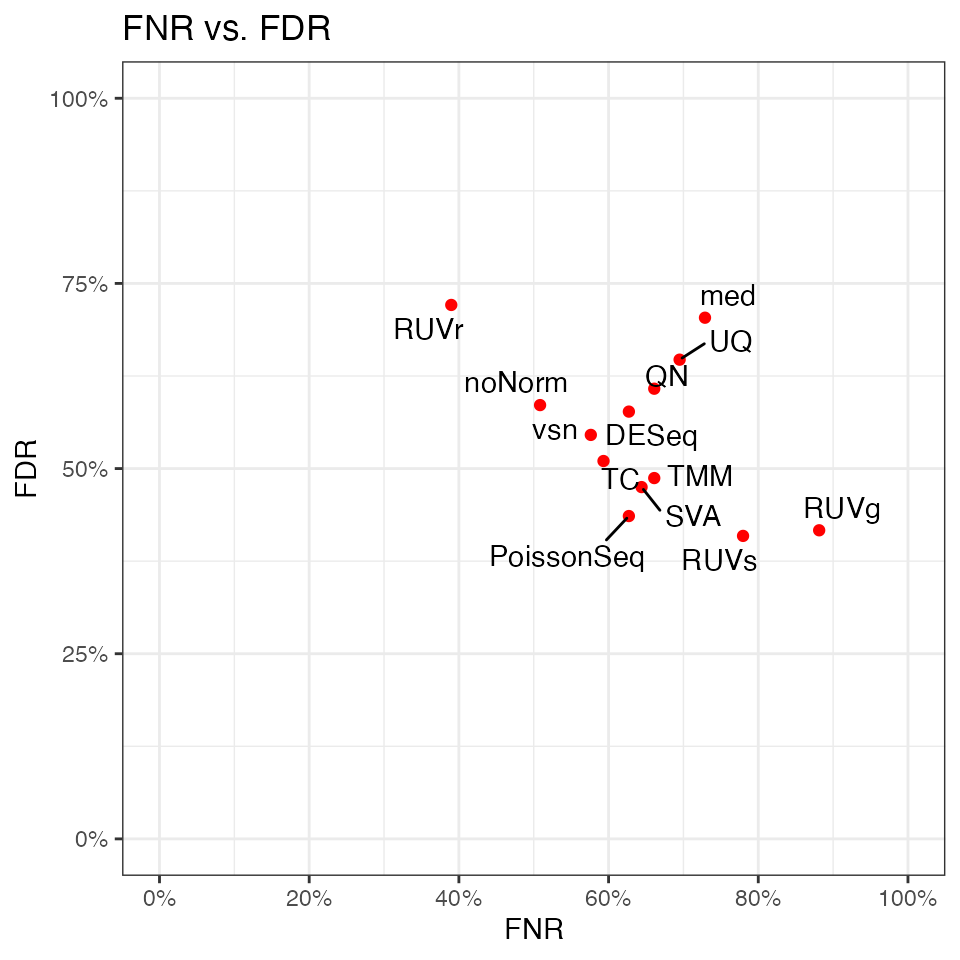 FNR vs. FDR
100%
75%
50%
25%
0%
FDR
med
UQ
RUVr
QN
noNorm
vsn
DESeq
TC
TMM
SVA
RUVg
PoissonSeq
RUVs
0%
20%
40%
60%
80%
100%
FNR